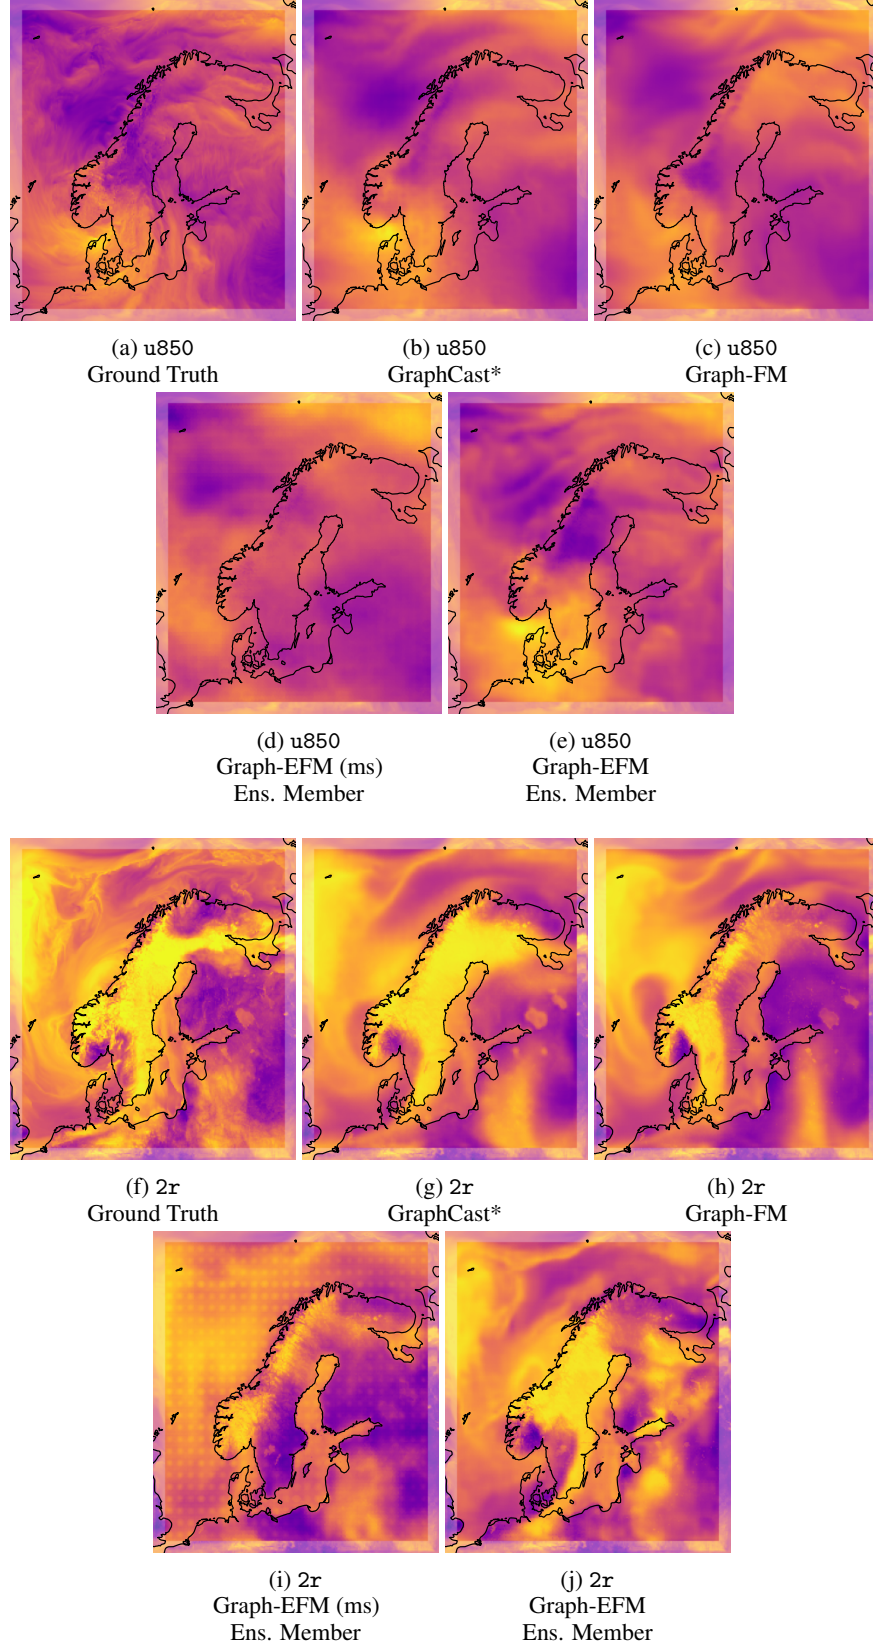 (a) u850
Ground Truth
(b) u850
GraphCast*
(c) u850
Graph-FM
(d) u850
Graph-EFM (ms)
Ens. Member
(e) u850
Graph-EFM
Ens. Member
(f) 2r
Ground Truth
(g) 2r
GraphCast*
(h) 2r
Graph-FM
(i) 2r
Graph-EFM (ms)
Ens. Member
(j) 2r
Graph-EFM
Ens. Member